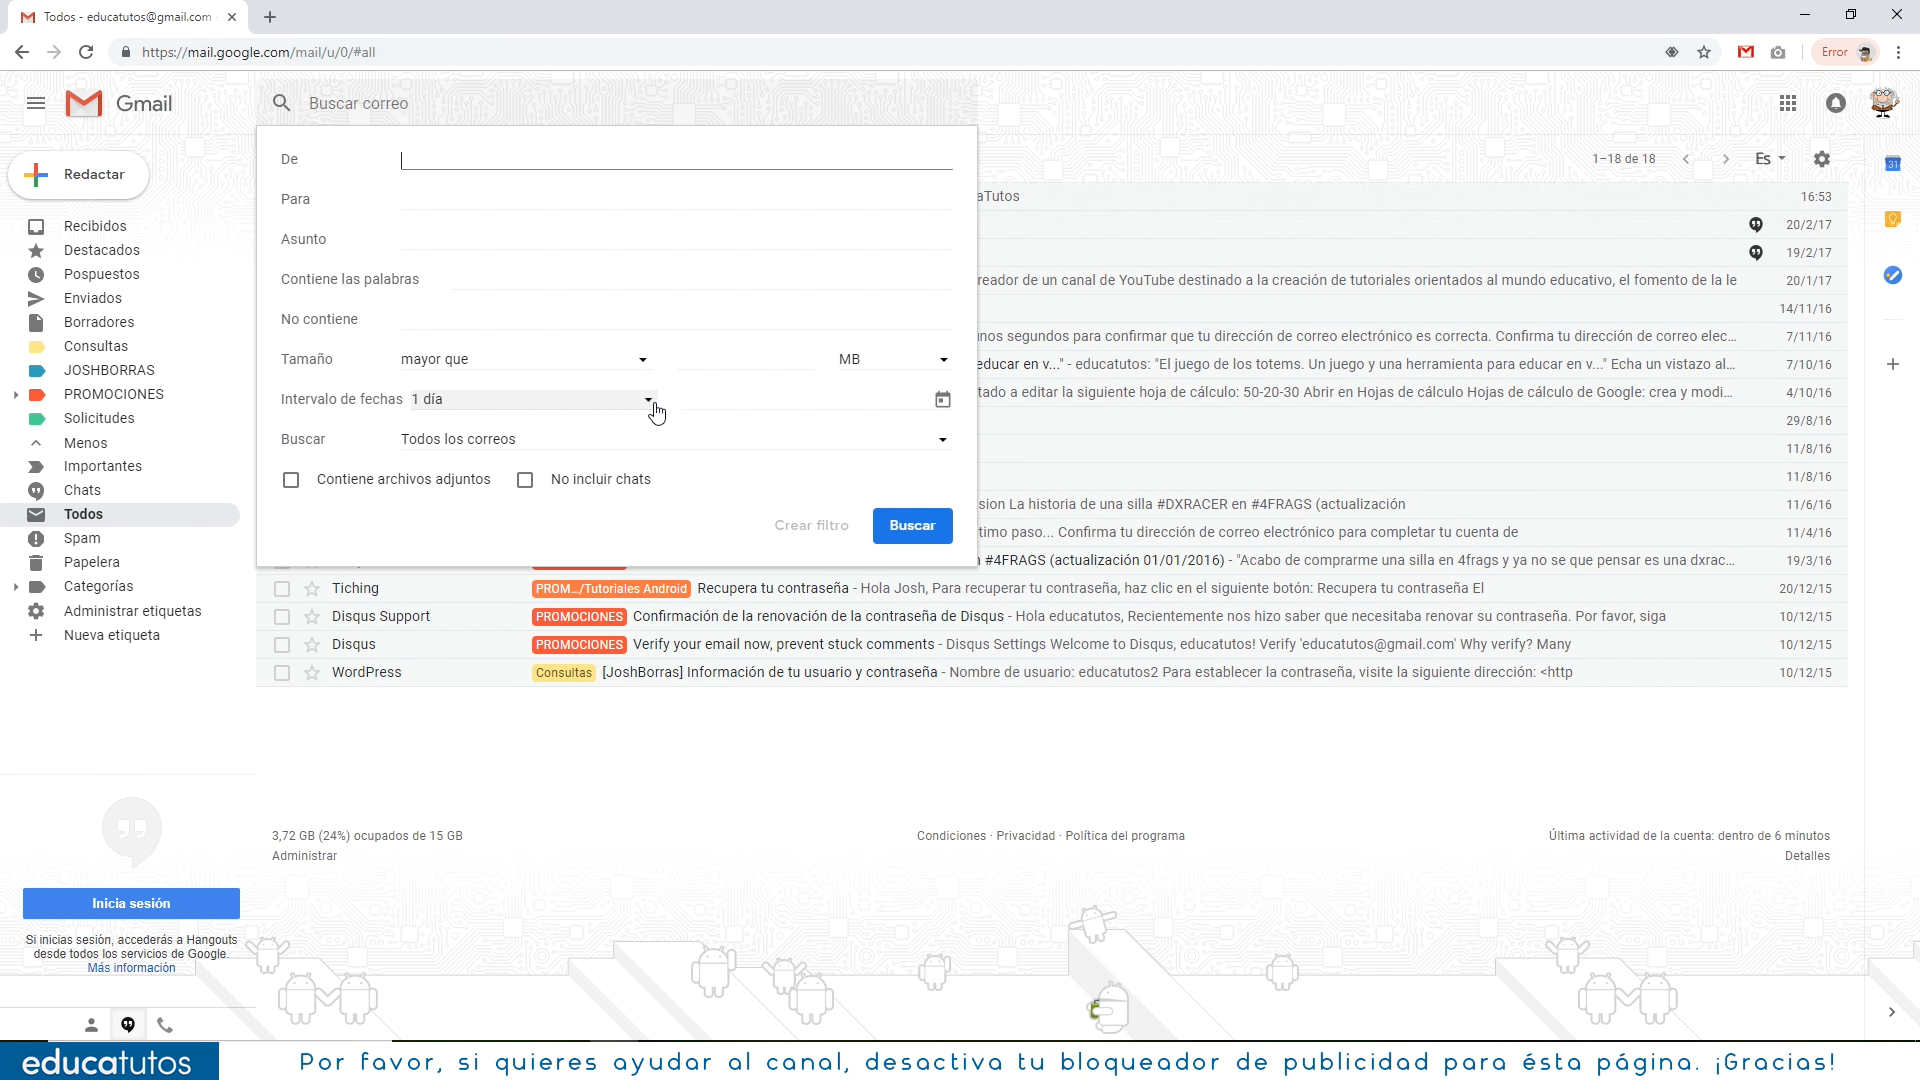 Todos - educatutos@gmail.com
https://mail.google.com/mail/u/0/#all
Error
Gmail
Buscar correo
Redactar
Recibidos
Destacados
Pospuestos
Enviados
Borradores
Consultas
JOSHBORRAS
PROMOCIONES
Solicitudes
Menos
Importantes
Chats
Todos
Spam
Papelera
Categorías
Administrar etiquetas
Nueva etiqueta
Inicia sesión
Si inicias sesión, accederás a Hangouts
desde todos los servicios de Google.
Más información
De
Para
Asunto
Contiene las palabras
No contiene
Tamaño mayor que MB
Intervalo de fechas 1 día
Buscar Todos los correos
Contiene archivos adjuntos No incluir chats
Crear filtro Buscar
1–18 de 18 Es
31
aTutos 16:53
20/2/17
19/2/17
reador de un canal de YouTube destinado a la creación de tutoriales orientados al mundo educativo, el fomento de la le 20/1/17
14/11/16
nos segundos para confirmar que tu dirección de correo electrónico es correcta. Confirma tu dirección de correo elec... 7/11/16
educar en v..." - educatutos: "El juego de los totems. Un juego y una herramienta para educar en v..." Echa un vistazo al... 7/10/16
tado a editar la siguiente hoja de cálculo: 50-20-30 Abrir en Hojas de cálculo Hojas de cálculo de Google: crea y modi... 4/10/16
29/8/16
11/8/16
11/8/16
sion La historia de una silla #DXRACER en #4FRAGS (actualización 11/6/16
timo paso... Confirma tu dirección de correo electrónico para completar tu cuenta de 11/4/16
#4FRAGS (actualización 01/01/2016) - "Acabo de comprarme una silla en 4frags y ya no se que pensar es una dxrac... 19/3/16
Tiching PROM.../Tutoriales Android Recupera tu contraseña - Hola Josh, Para recuperar tu contraseña, haz clic en el siguiente botón: Recupera tu contraseña El 20/12/15
Disqus Support PROMOCIONES Confirmación de la renovación de la contraseña de Disqus - Hola educatutos, Recientemente nos hizo saber que necesitaba renovar su contraseña. Por favor, siga 10/12/15
Disqus PROMOCIONES Verify your email now, prevent stuck comments - Disqus Settings Welcome to Disqus, educatutos! Verify 'educatutos@gmail.com' Why verify? Many 10/12/15
WordPress Consultas [JoshBorras] Información de tu usuario y contraseña - Nombre de usuario: educatutos2 Para establecer la contraseña, visite la siguiente dirección: <http 10/12/15
3,72 GB (24%) ocupados de 15 GB
Administrar
Condiciones · Privacidad · Política del programa
Última actividad de la cuenta: dentro de 6 minutos
Detalles
educatutos
Por favor, si quieres ayudar al canal, desactiva tu bloqueador de publicidad para ésta página. ¡Gracias!